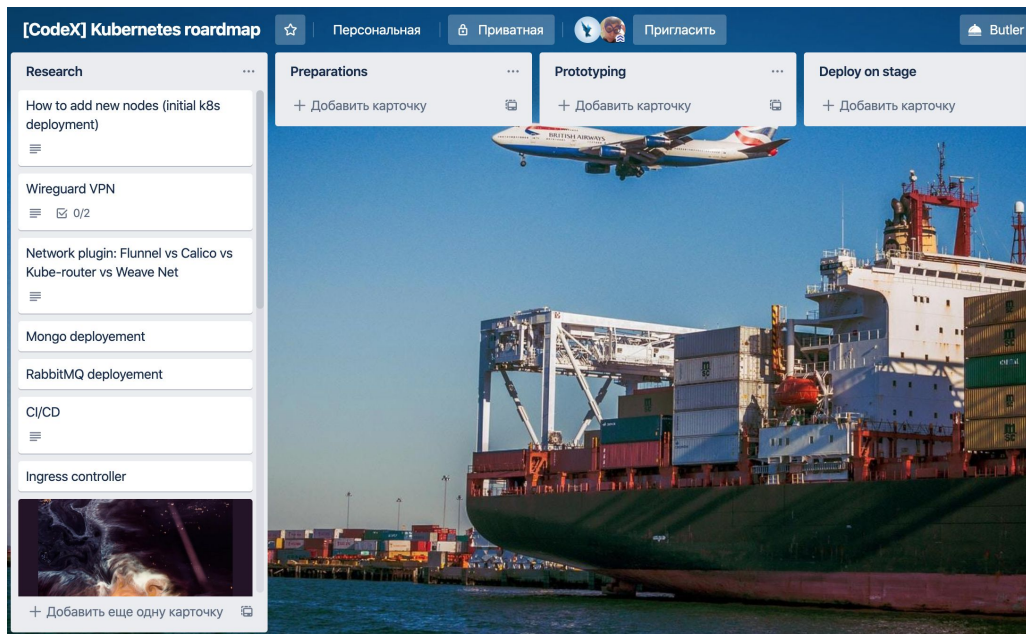 [CodeX] Kubernetes roardmap
Персональная
Приватная
Пригласить
Butler
Research
Preparations
Prototyping
Deploy on stage
+ Добавить карточку
+ Добавить карточку
+ Добавить карточку
How to add new nodes (initial k8s
deployment)
Wireguard VPN
0/2
Network plugin: Flunnel vs Calico vs
Kube-router vs Weave Net
Mongo deployement
RabbitMQ deployement
CI/CD
Ingress controller
+ Добавить еще одну карточку
BRITISH AIRWAYS